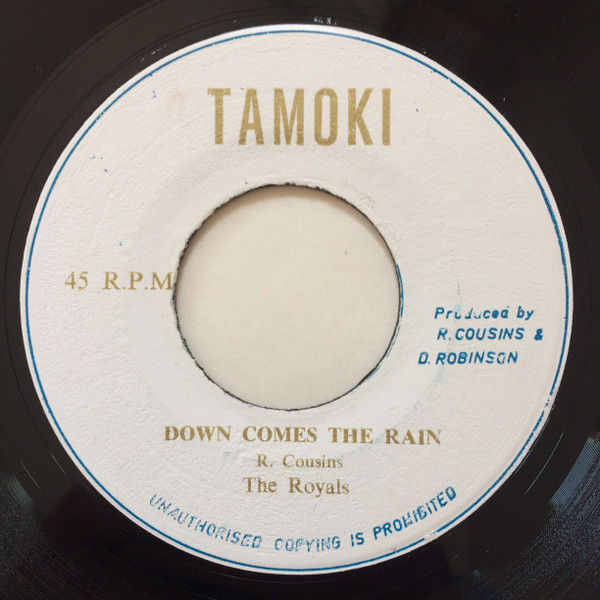 TAMOKI
45 R.P.M
Produced by
R. COUSINS &
D. ROBINSON
DOWN COMES THE RAIN
R. Cousins
The Royals
UNAUTHORISED COPYING IS PROHIBITED